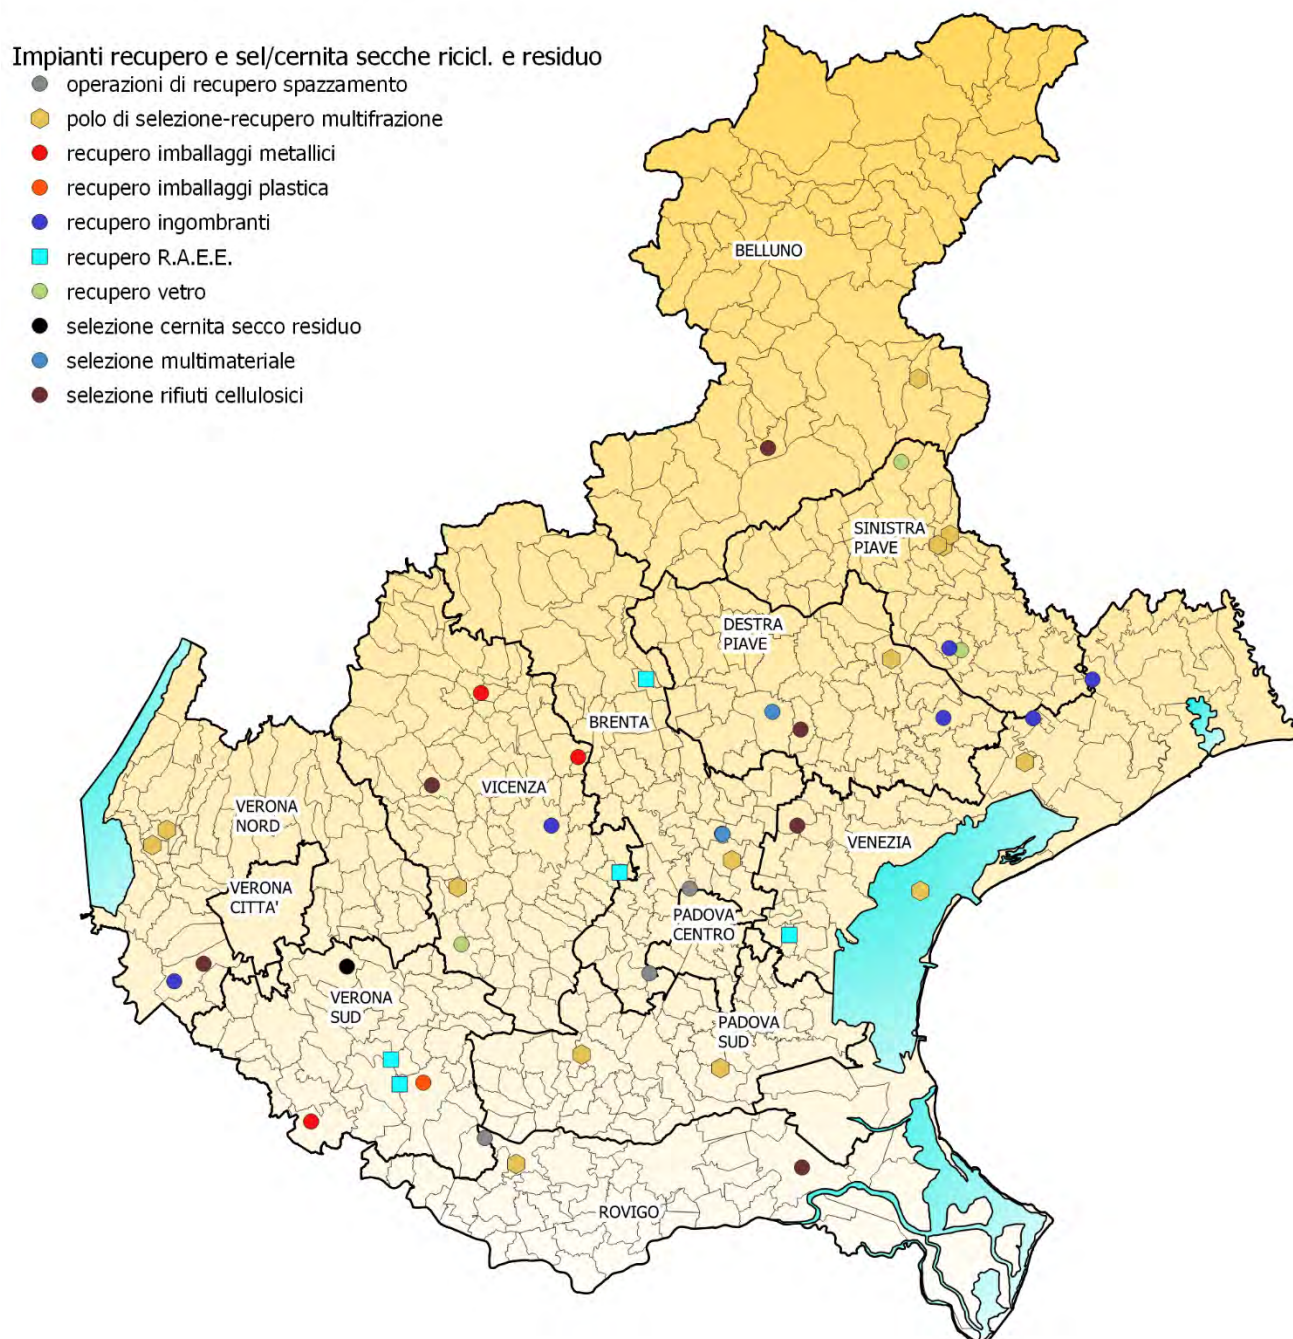 Impianti recupero e sel/cernita secche ricicl. e residuo
operazioni di recupero spazzamento
polo di selezione-recupero multifrazione
recupero imballaggi metallici
recupero imballaggi plastica
recupero ingombranti
recupero R.A.E.E.
recupero vetro
selezione cernita secco residuo
selezione multimateriale
selezione rifiuti cellulosici
BELLUNO
SINISTRA
PIAVE
DESTRA
PIAVE
BRENTA
VICENZA
VERONA
NORD
VENEZIA
VERONA
CITTA'
PADOVA
CENTRO
VERONA
SUD
PADOVA
SUD
ROVIGO